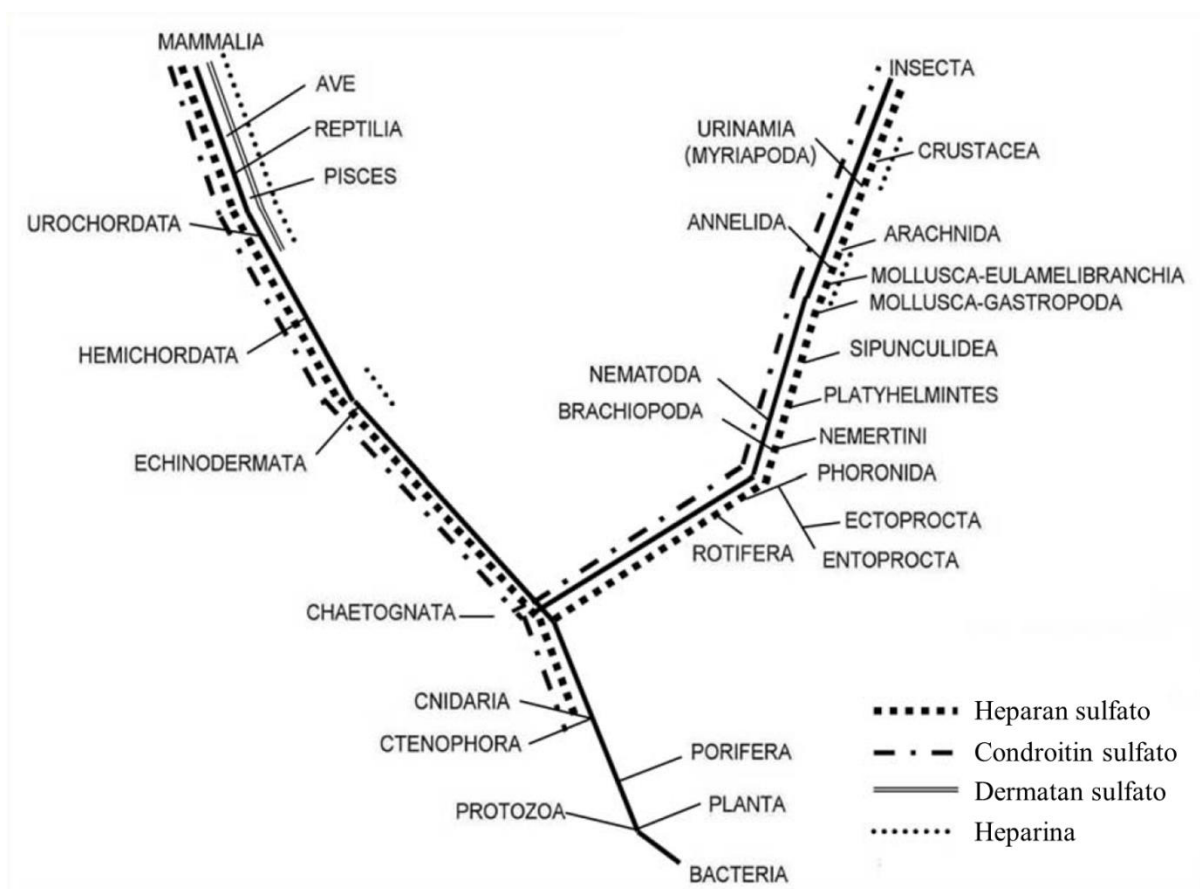 MAMMALIA
AVE
REPTILIA
PISCES
UROCHORDATA
HEMICHORDATA
ECHINODERMATA
CHAETOGNATA
CNIDARIA
CTENOPHORA
PROTOZOA
PORIFERA
PLANTA
BACTERIA
INSECTA
URINAMIA
(MYRIAPODA)
CRUSTACEA
ANNELIDA
ARACHNIDA
MOLLUSCA-EULAMELIBRANCHIA
MOLLUSCA-GASTROPODA
SIPUNCULIDEA
NEMATODA
PLATYHELMINTES
BRACHIOPODA
NEMERTINI
PHORONIDA
ECTOPROCTA
ROTIFERA
ENTOPROCTA
Heparan sulfato
Condroitin sulfato
Dermatan sulfato
Heparina